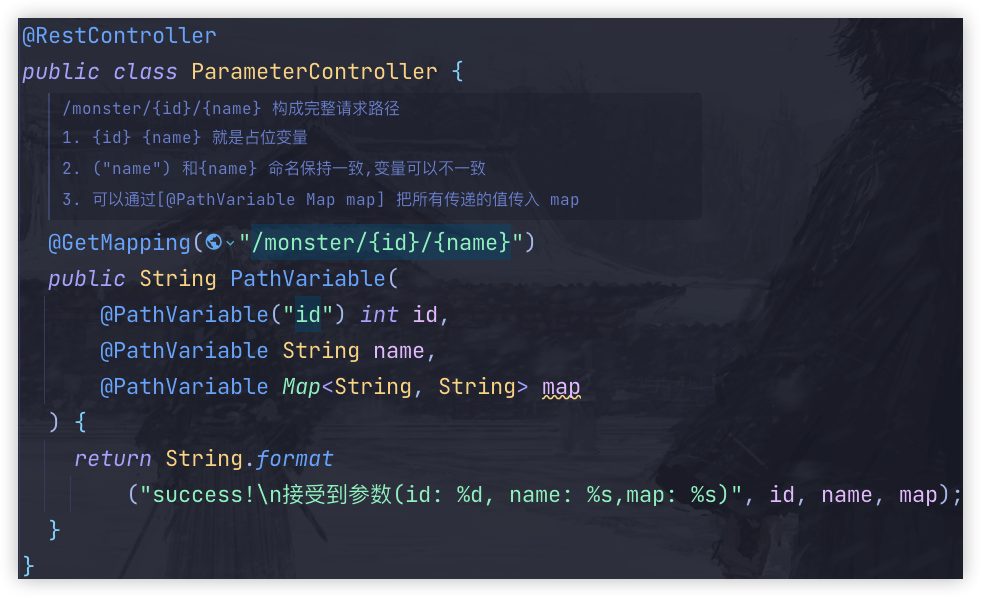 @RestController
public class ParameterController {
/monster/{id}/{name} 构成完整请求路径
1. {id} {name} 就是占位变量
2. ("name") 和{name} 命名保持一致,变量可以不一致
3. 可以通过[@PathVariable Map map] 把所有传递的值传入 map
@GetMapping("/monster/{id}/{name}")
public String PathVariable(
@PathVariable("id") int id,
@PathVariable String name,
@PathVariable Map<String, String> map
) {
return String.format
("success!\n接受到参数(id: %d, name: %s,map: %s)", id, name, map);
}
}